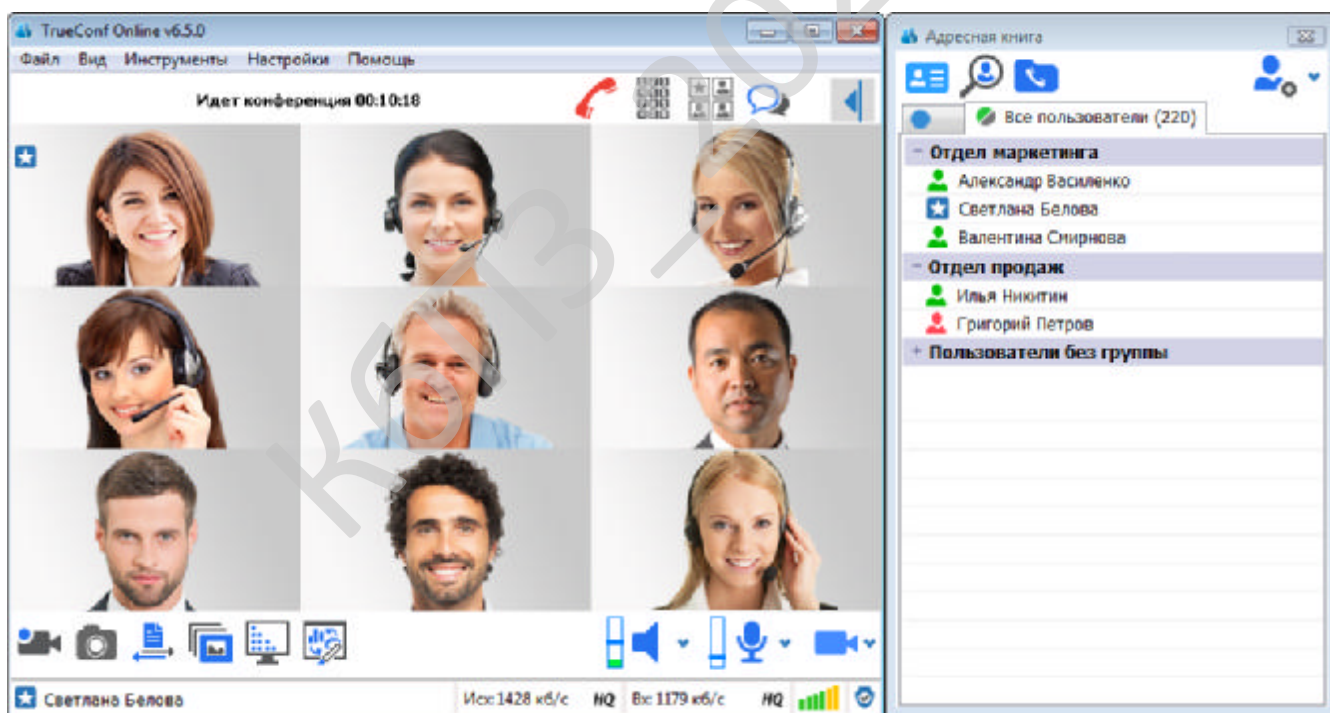 TrueConf Online v6.5.0
Файл Вид Инструменты Настройки Помощь
Идет конференция 00:10:18
Светлана Белова
Исх: 1428 кб/с HQ Вх: 1179 кб/с HQ
Адресная книга
Все пользователи (220)
Отдел маркетинга
Александр Василенко
Светлана Белова
Валентина Смирнова
Отдел продаж
Илья Никитин
Григорий Петров
Пользователи без группы